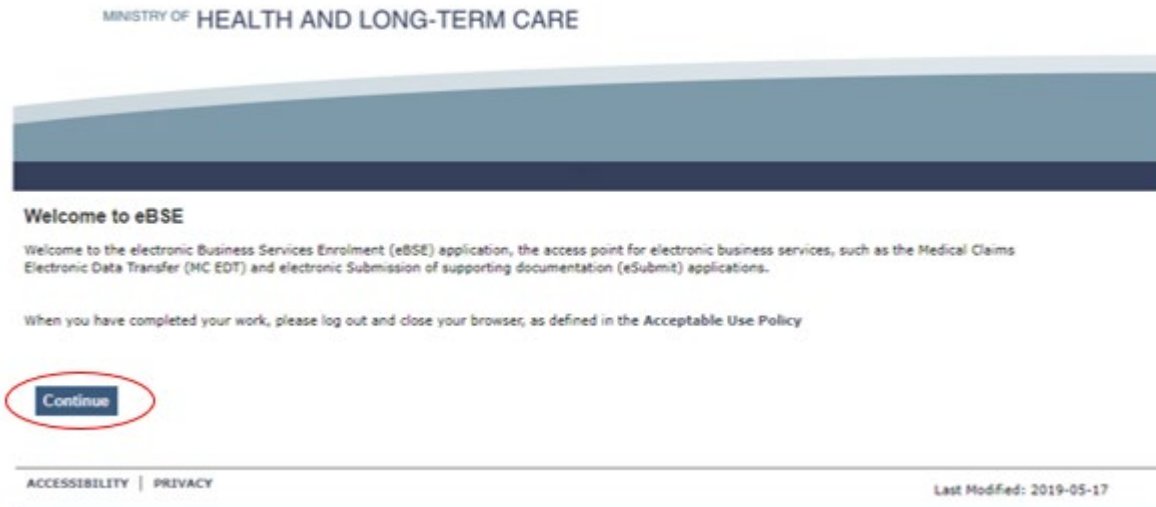 MINISTRY OF HEALTH AND LONG-TERM CARE
Welcome to eBSE
Welcome to the electronic Business Services Enrolment (eBSE) application, the access point for electronic business services, such as the Medical Claims
Electronic Data Transfer (MC EDT) and electronic Submission of supporting documentation (eSubmit) applications.
When you have completed your work, please log out and close your browser, as defined in the Acceptable Use Policy
Continue
ACCESSIBILITY | PRIVACY
Last Modified: 2019-05-17